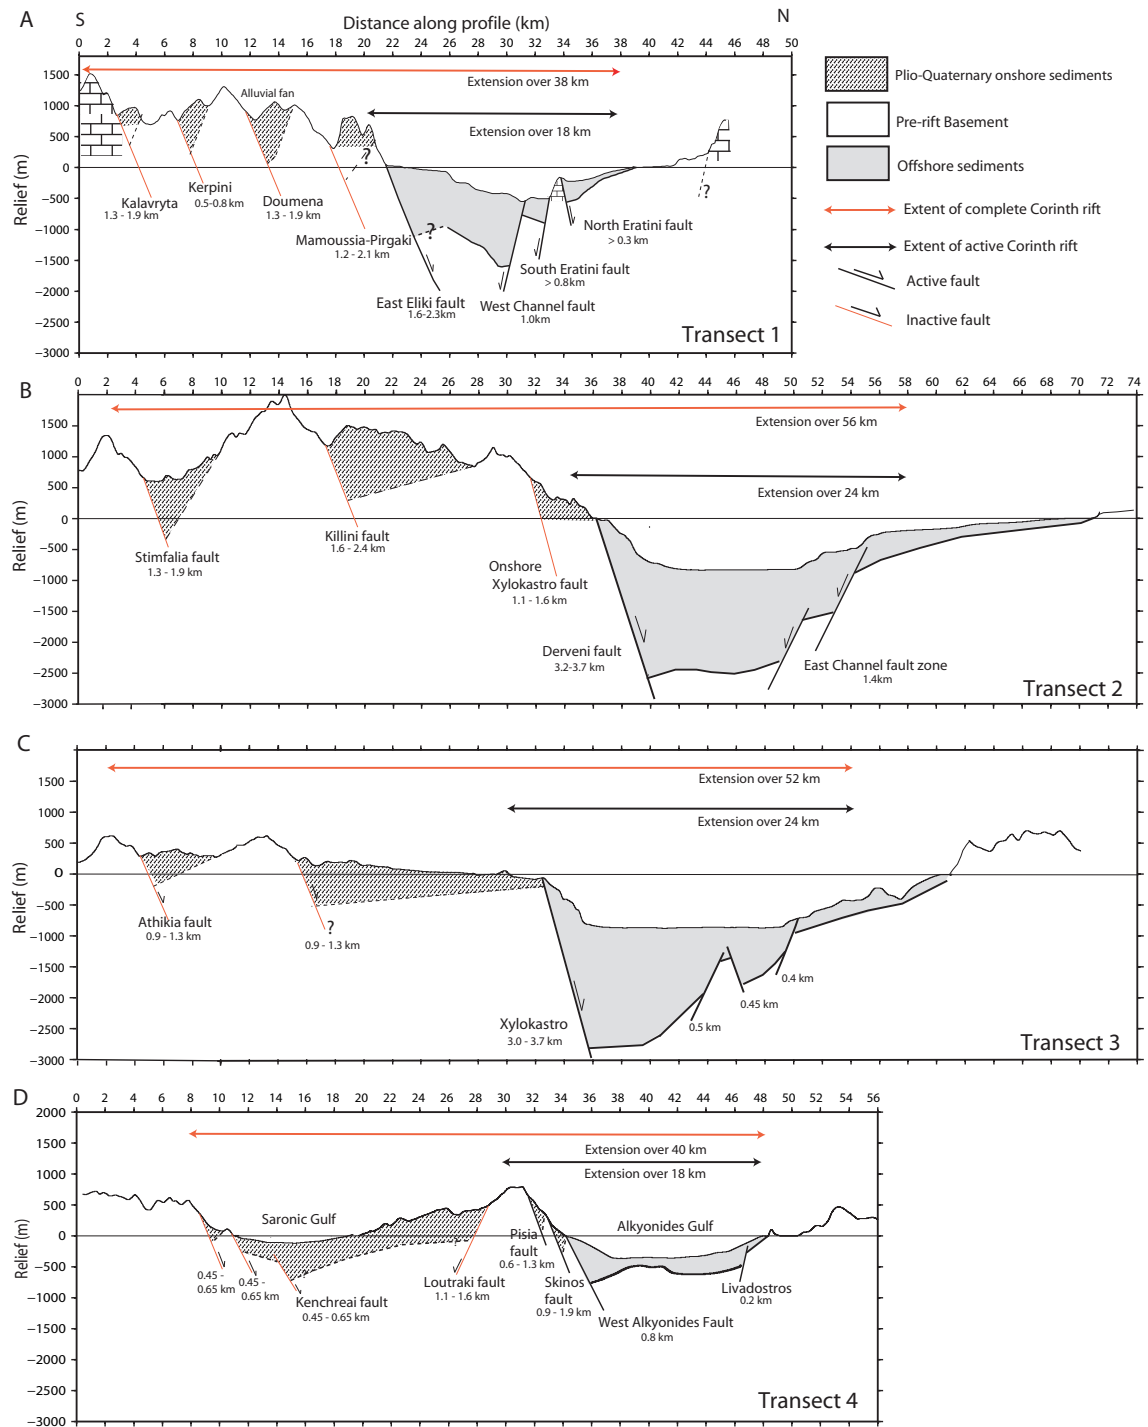 A
S
Distance along profile (km)
N
0 2 4 6 8 10 12 14 16 18 20 22 24 26 28 30 32 34 36 38 40 42 44 46 48 50
1500
1000
500
0
−500
−1000
−1500
−2000
−2500
−3000
Relief (m)
Extension over 38 km
Alluvial fan
Extension over 18 km
?
?
?
Kalavryta
1.3 - 1.9 km
Kerpini
0.5-0.8 km
Doumena
1.3 - 1.9 km
Mamoussia-Pirgaki
1.2 - 2.1 km
East Eliki fault
1.6-2.3km
West Channel fault
1.0km
South Eratini fault
> 0.8km
North Eratini fault
> 0.3 km
Transect 1
Plio-Quaternary onshore sediments
Pre-rift Basement
Offshore sediments
Extent of complete Corinth rift
Extent of active Corinth rift
Active fault
Inactive fault
B
0 2 4 6 8 10 12 14 16 18 20 22 24 26 28 30 32 34 36 38 40 42 44 46 48 50 52 54 56 58 60 62 64 66 68 70 72 74
1500
1000
500
0
−500
−1000
−1500
−2000
−2500
−3000
Relief (m)
Extension over 56 km
Extension over 24 km
Stimfalia fault
1.3 - 1.9 km
Killini fault
1.6 - 2.4 km
Onshore
Xylokastro fault
1.1 - 1.6 km
Derveni fault
3.2-3.7 km
East Channel fault zone
1.4km
Transect 2
C
1500
1000
500
0
−500
−1000
−1500
−2000
−2500
−3000
Relief (m)
Extension over 52 km
Extension over 24 km
Athikia fault
0.9 - 1.3 km
?
0.9 - 1.3 km
Xylokastro
3.0 - 3.7 km
0.5 km
0.45 km
0.4 km
Transect 3
D
0 2 4 6 8 10 12 14 16 18 20 22 24 26 28 30 32 34 36 38 40 42 44 46 48 50 52 54 56
2000
1500
1000
500
0
−500
−1000
−1500
−2000
−2500
−3000
Relief (m)
Extension over 40 km
Extension over 18 km
Saronic Gulf
Alkyonides Gulf
0.45 -
0.65 km
0.45 -
0.65 km
Kenchreai fault
0.45 - 0.65 km
Loutraki fault
1.1 - 1.6 km
Pisia
fault
0.6 - 1.3 km
Skinos
fault
0.9 - 1.9 km
West Alkyonides Fault
0.8 km
Livadostros
0.2 km
Transect 4